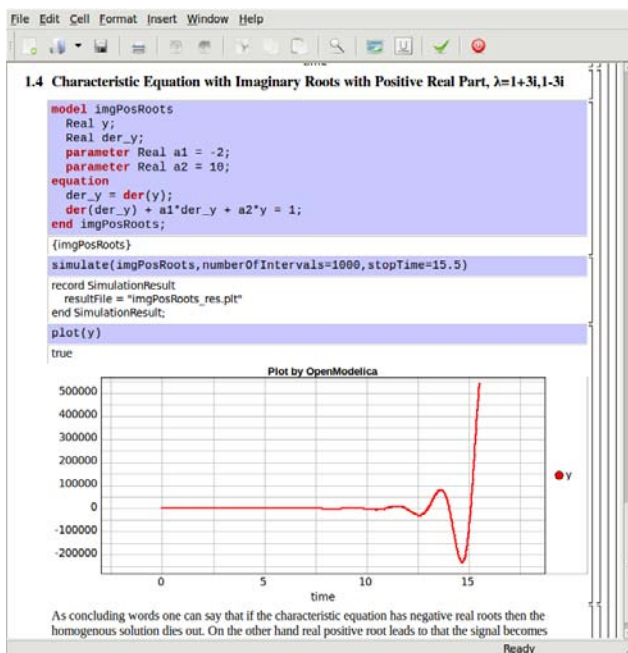 File Edit Cell Format Insert Window Help
time
1.4 Characteristic Equation with Imaginary Roots with Positive Real Part, λ=1+3i,1-3i
model imgPosRoots
Real y;
Real der_y;
parameter Real a1 = -2;
parameter Real a2 = 10;
equation
der_y = der(y);
der(der_y) + a1*der_y + a2*y = 1;
end imgPosRoots;
{imgPosRoots}
simulate(imgPosRoots,numberOfIntervals=1000,stopTime=15.5)
record SimulationResult
resultFile = "imgPosRoots_res.plt"
end SimulationResult;
plot(y)
true
Plot by OpenModelica
500000
400000
300000
200000
100000
0
-100000
-200000
y
0 5 10 15
time
As concluding words one can say that if the characteristic equation has negative real roots then the
homogenous solution dies out. On the other hand real positive root leads to that the signal becomes
Ready